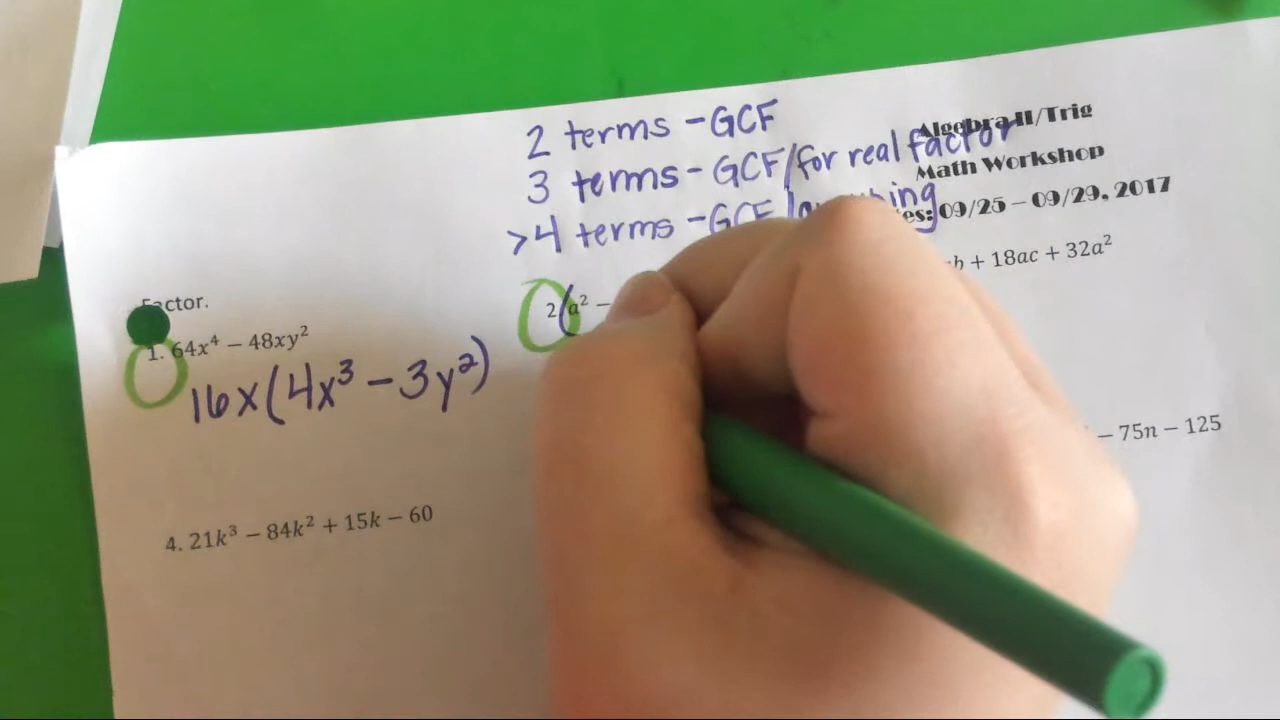 2 terms - GCF
3 terms - GCF/for real factor
>4 terms - GCF
Algebra II/Trig
Math Workshop
09/25 – 09/29, 2017
Factor.
1. 64x⁴ − 48xy²
16x(4x³ − 3y²)
2(a² −
+ 18ac + 32a²
4. 21k³ − 84k² + 15k − 60
− 75n − 125